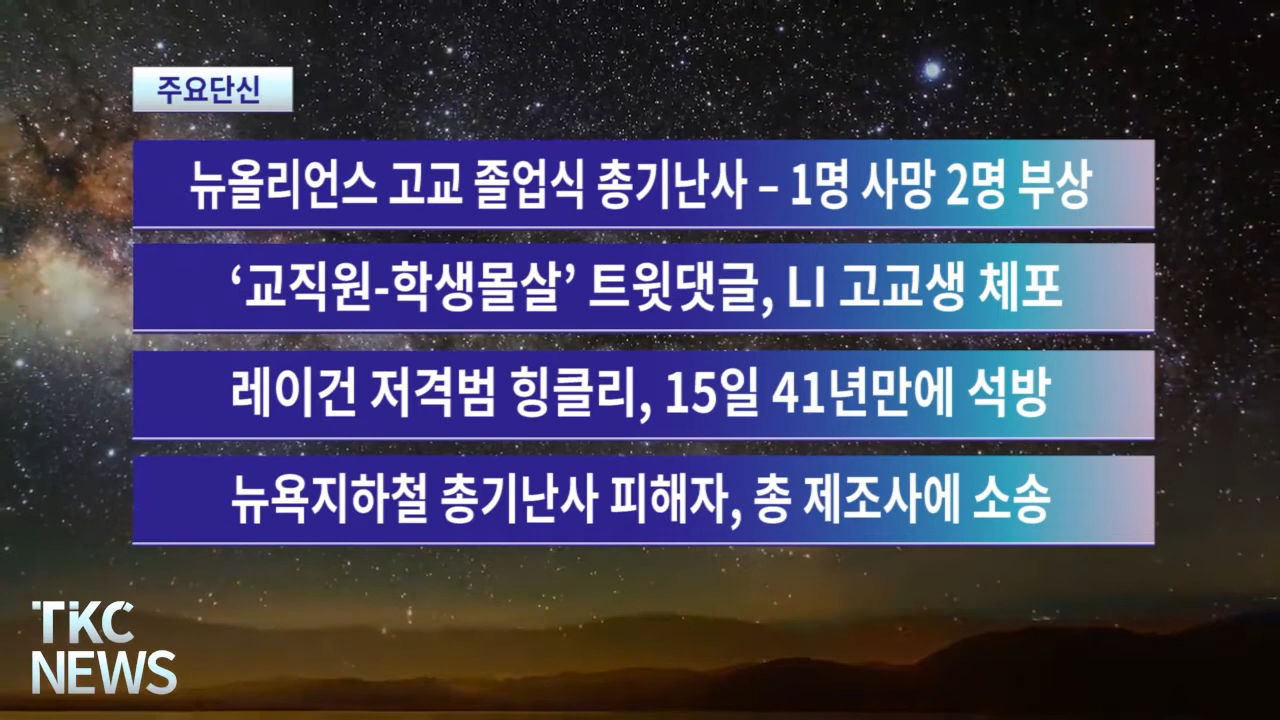 주요단신
뉴올리언스 고교 졸업식 총기난사 – 1명 사망 2명 부상
‘교직원-학생몰살’ 트윗댓글, LI 고교생 체포
레이건 저격범 힝클리, 15일 41년만에 석방
뉴욕지하철 총기난사 피해자, 총 제조사에 소송
TKC
NEWS